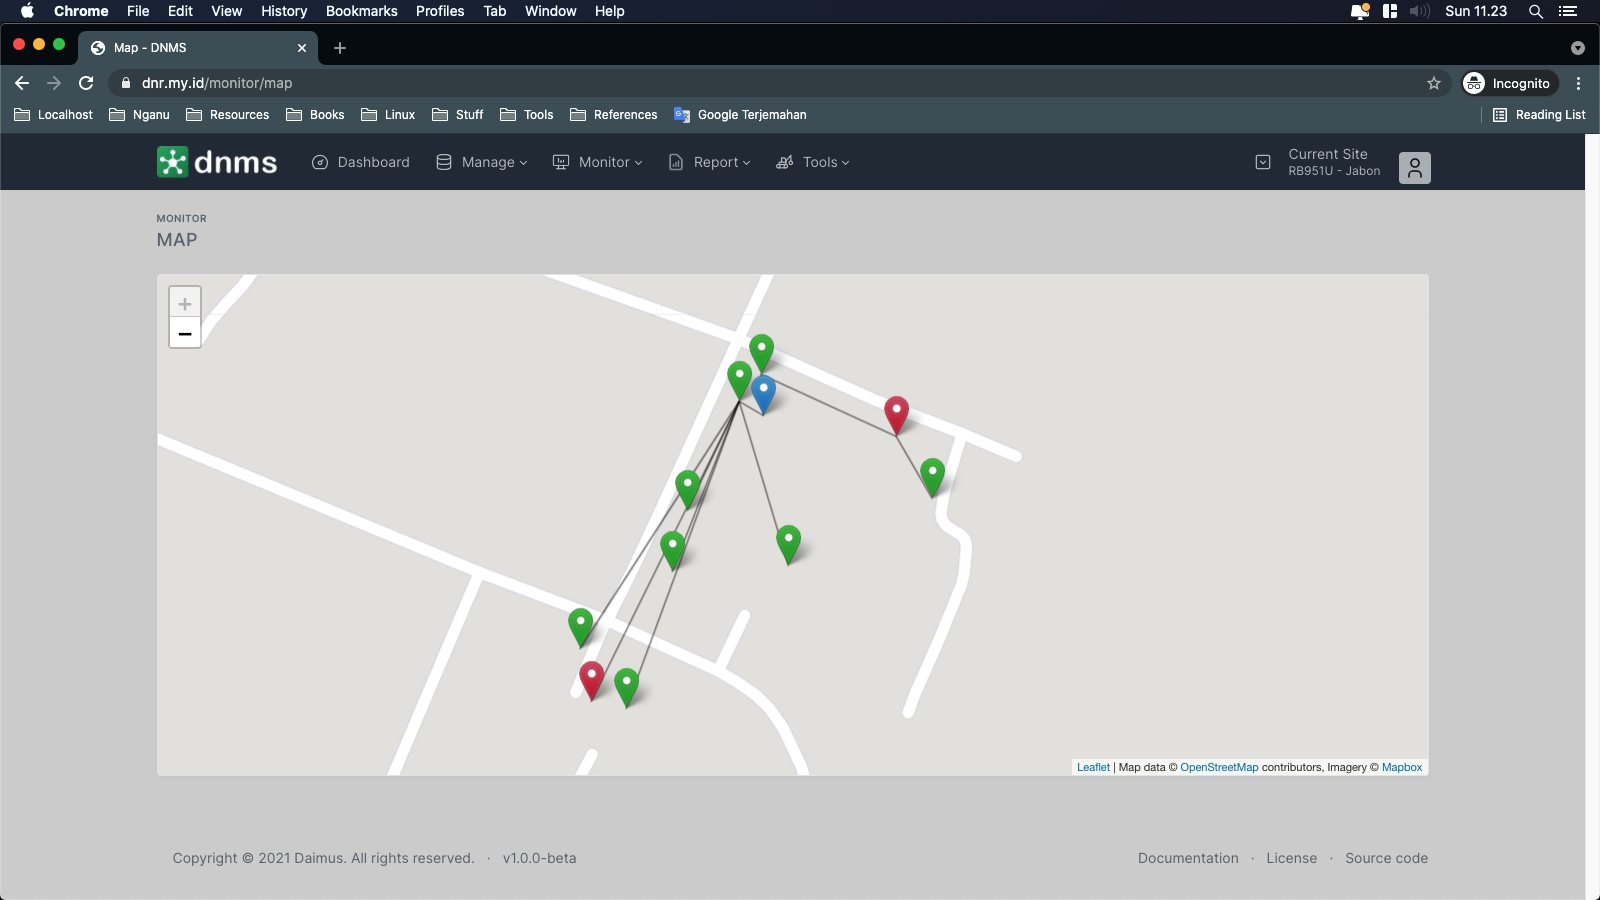 Chrome File Edit View History Bookmarks Profiles Tab Window Help Sun 11.23
Map - DNMS
dnr.my.id/monitor/map Incognito
Localhost Nganu Resources Books Linux Stuff Tools References Google Terjemahan Reading List
dnms Dashboard Manage Monitor Report Tools
Current Site
RB951U - Jabon
MONITOR
MAP
+
−
Leaflet | Map data © OpenStreetMap contributors, Imagery © Mapbox
Copyright © 2021 Daimus. All rights reserved. · v1.0.0-beta
Documentation · License · Source code